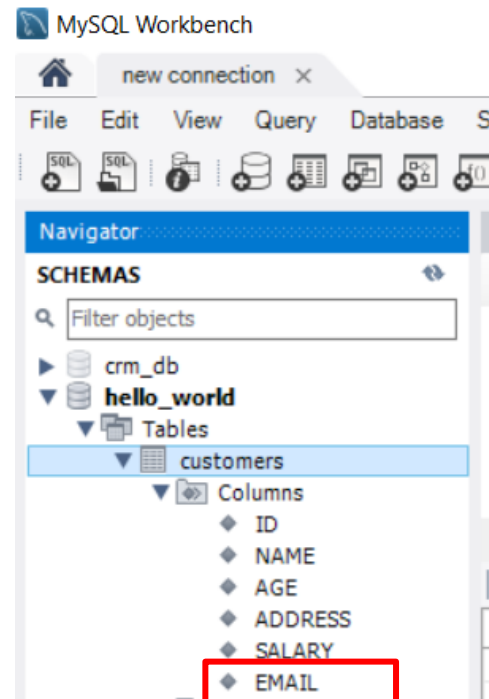 MySQL Workbench
new connection
File Edit View Query Database S
Navigator
SCHEMAS
Filter objects
crm_db
hello_world
Tables
customers
Columns
ID
NAME
AGE
ADDRESS
SALARY
EMAIL